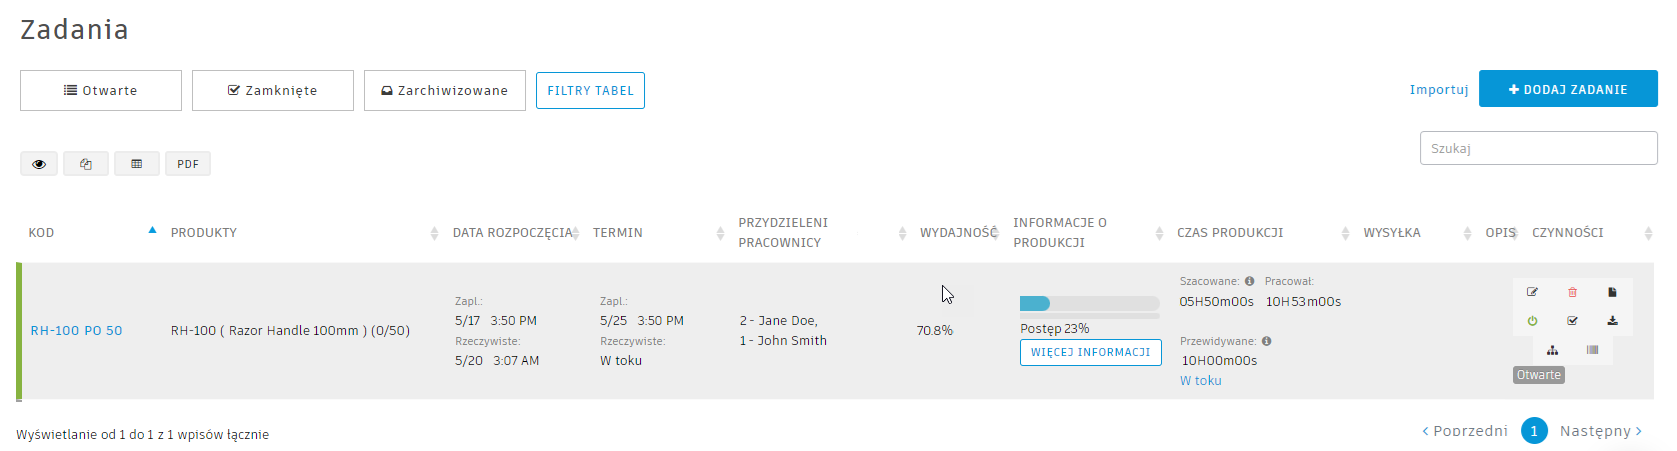 Zadania
Otwarte
Zamknięte
Zarchiwizowane
FILTRY TABEL
Importuj
DODAJ ZADANIE
Szukaj
PDF
KOD
PRODUKTY
DATA ROZPOCZĘCIA
TERMIN
PRZYDZIELENI
PRACOWNICY
WYDAJNOŚĆ
INFORMACJE O
PRODUKCJI
CZAS PRODUKCJI
WYSYŁKA
OPIS
CZYNNOŚCI
RH-100 PO 50
RH-100 ( Razor Handle 100mm ) (0/50)
Zapl.:
5/17 3:50 PM
Rzeczywiste:
5/20 3:07 AM
Zapl.:
5/25 3:50 PM
Rzeczywiste:
W toku
2 - Jane Doe,
1 - John Smith
70.8%
Postęp 23%
WIĘCEJ INFORMACJI
Szacowane: Pracował:
05H50m00s 10H53m00s
Przewidywane:
10H00m00s
W toku
Otwarte
Wyświetlanie od 1 do 1 z 1 wpisów łącznie
Poprzedni 1 Następny